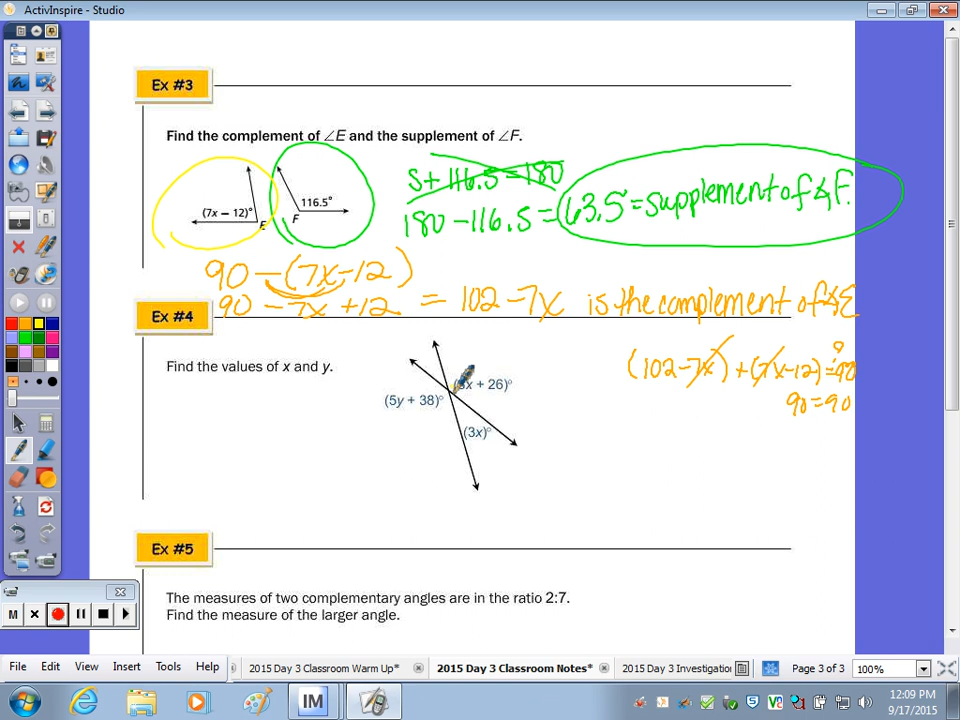 ActivInspire - Studio
Ex #3
Find the complement of ∠E and the supplement of ∠F.
S+116.5=180
180-116.5=63.5°=supplement of ∡F.
(7x – 12)°
E
116.5°
F
90 -(7x-12)
90 -7x +12 = 102-7x is the complement of ∡E
Ex #4
Find the values of x and y.
(102-7x)+(7x-12)=90
?
90=90
x + 26)°
(5y + 38)°
(3x)°
Ex #5
The measures of two complementary angles are in the ratio 2:7.
Find the measure of the larger angle.
M
File Edit View Insert Tools Help
2015 Day 3 Classroom Warm Up*
2015 Day 3 Classroom Notes*
2015 Day 3 Investigation
Page 3 of 3
100%
IM
12:09 PM
9/17/2015